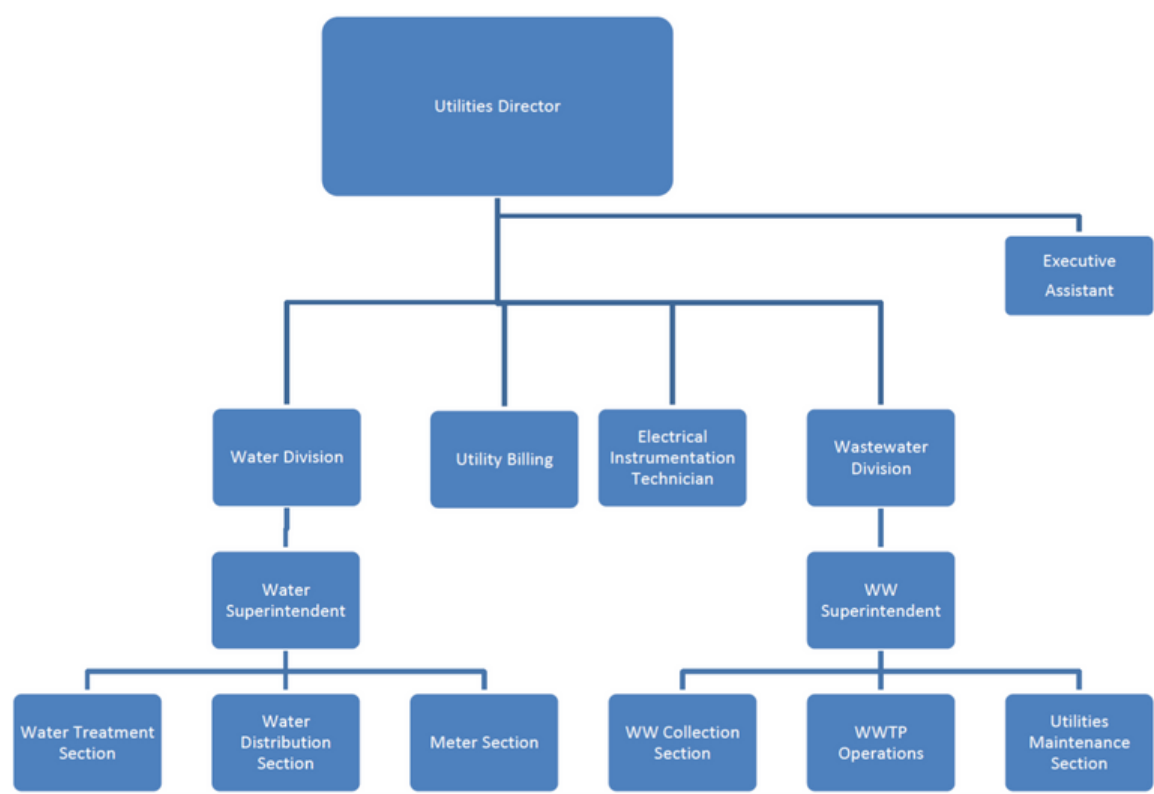 Utilities Director
Executive
Assistant
Water Division
Utility Billing
Electrical
Instrumentation
Technician
Wastewater
Division
Water
Superintendent
WW
Superintendent
Water Treatment
Section
Water
Distribution
Section
Meter Section
WW Collection
Section
WWTP
Operations
Utilities
Maintenance
Section